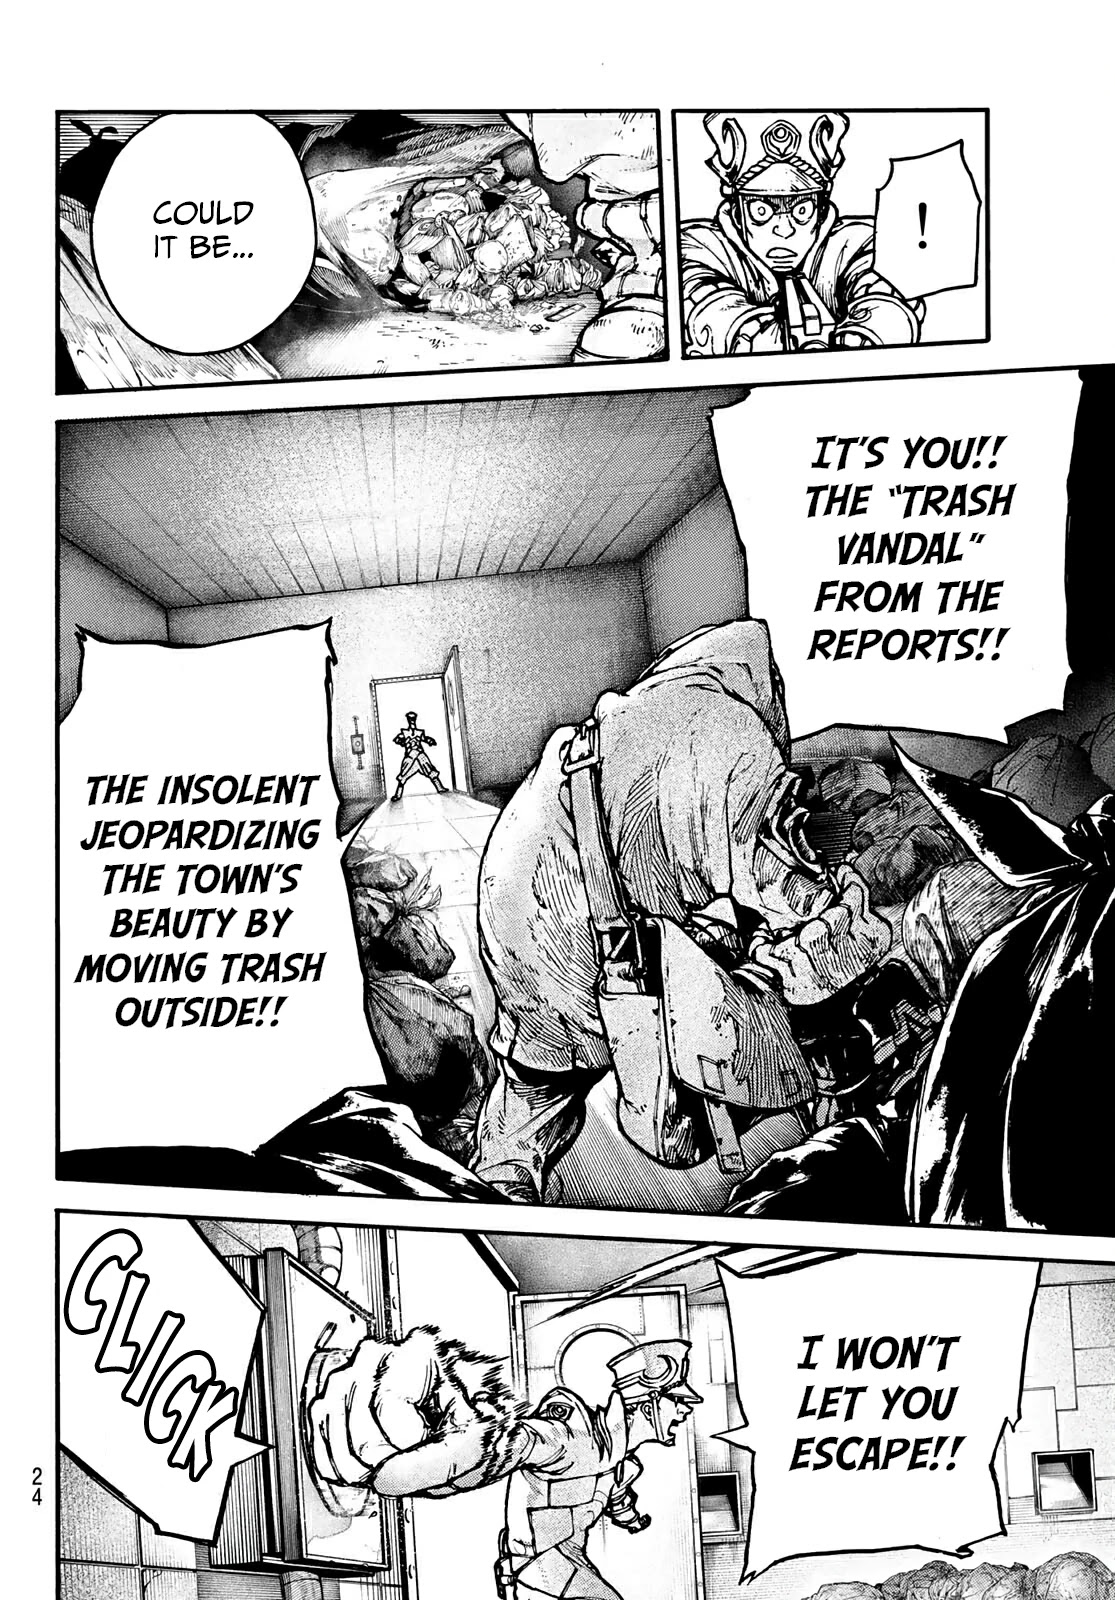 !
COULD
IT BE...
IT'S YOU!!
THE "TRASH
VANDAL"
FROM THE
REPORTS!!
THE INSOLENT
JEOPARDIZING
THE TOWN'S
BEAUTY BY
MOVING TRASH
OUTSIDE!!
I WON'T
LET YOU
ESCAPE!!
CLICK
24